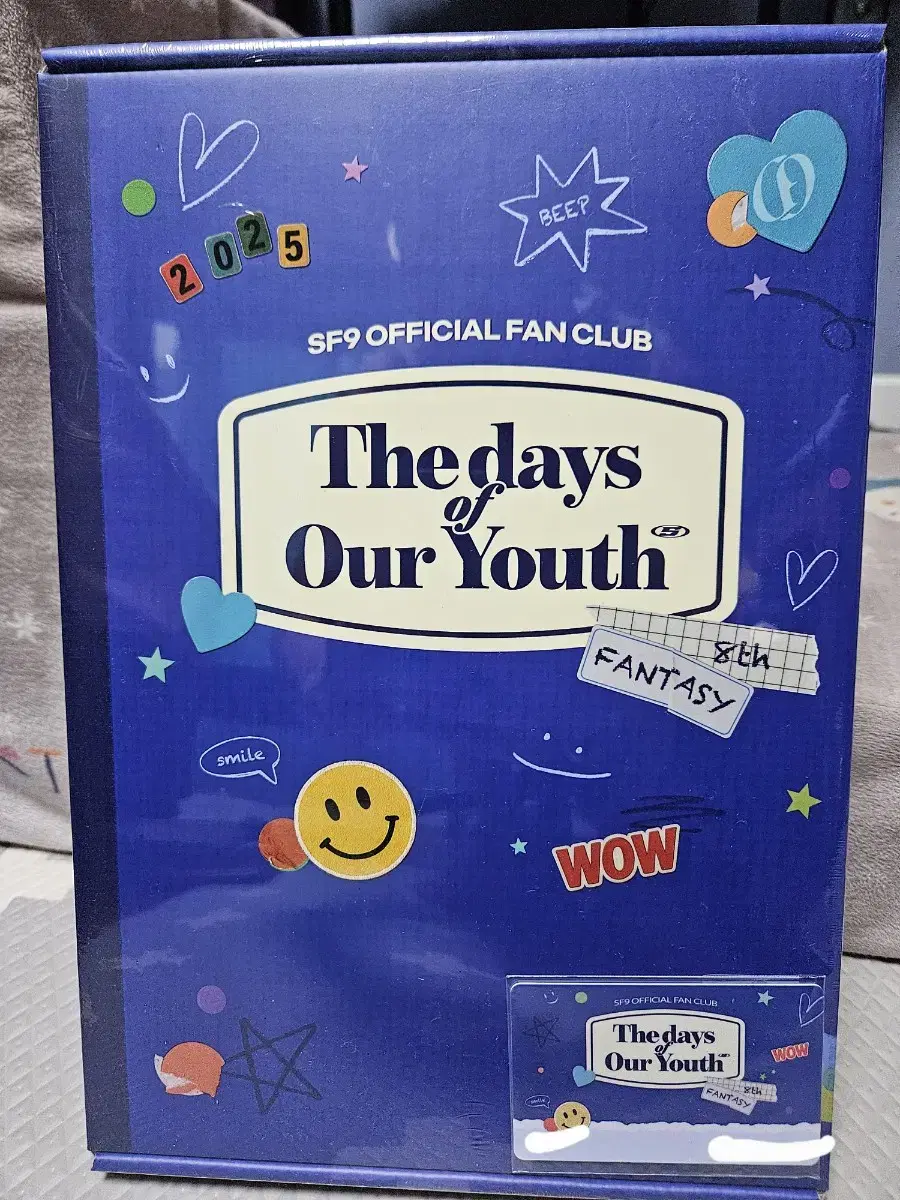 BEEP
2025
SF9 OFFICIAL FAN CLUB
The days
of
Our Youth
8th
FANTASY
smile
WOW
SF9 OFFICIAL FAN CLUB
The days
of
Our Youth
WOW
8th
FANTASY
smile